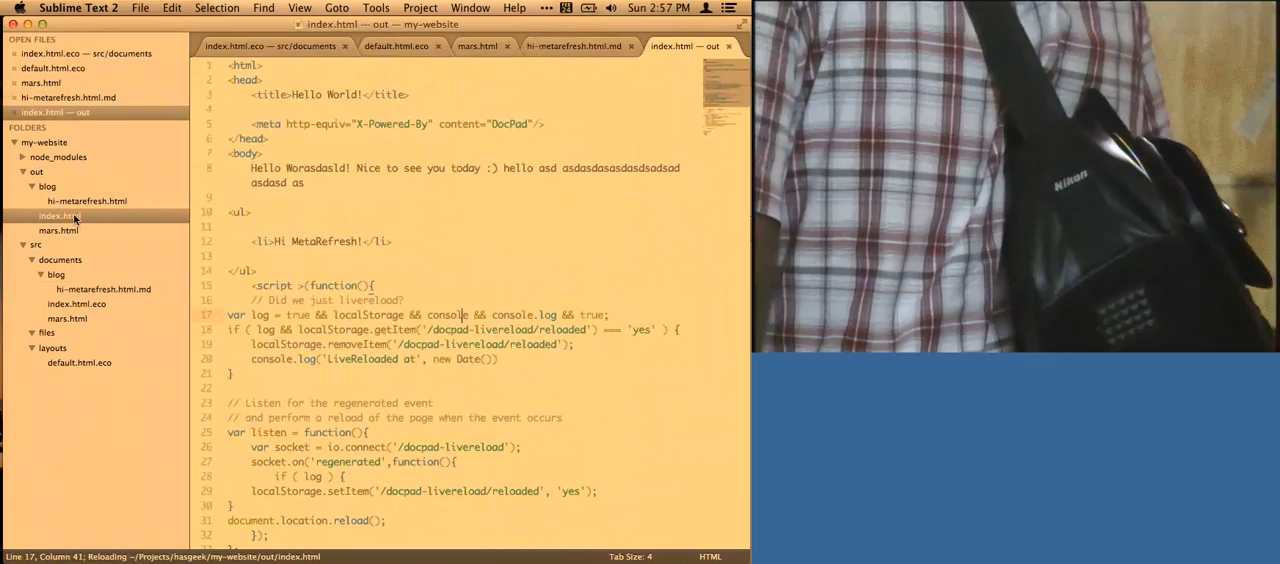 Sublime Text 2 File Edit Selection Find View Goto Tools Project Window Help Sun 2:57 PM
index.html — out — my-website
OPEN FILES
index.html.eco — src/documents
default.html.eco
mars.html
hi-metarefresh.html.md
index.html — out
FOLDERS
my-website
node_modules
out
blog
hi-metarefresh.html
index.html
mars.html
src
documents
blog
hi-metarefresh.html.md
index.html.eco
mars.html
files
layouts
default.html.eco
index.html.eco — src/documents default.html.eco mars.html hi-metarefresh.html.md index.html — out
1 <html>
2 <head>
3 <title>Hello World!</title>
4
5 <meta http-equiv="X-Powered-By" content="DocPad"/>
6 </head>
7 <body>
8 Hello Worasdasld! Nice to see you today :) hello asd asdasdasasdasdsadsad
asdasd as
9
10 <ul>
11
12 <li>Hi MetaRefresh!</li>
13
14 </ul>
15 <script >(function(){
16 // Did we just livereload?
17 var log = true && localStorage && console && console.log && true;
18 if ( log && localStorage.getItem('/docpad-livereload/reloaded') === 'yes' ) {
19 localStorage.removeItem('/docpad-livereload/reloaded');
20 console.log('LiveReloaded at', new Date())
21 }
22
23 // Listen for the regenerated event
24 // and perform a reload of the page when the event occurs
25 var listen = function(){
26 var socket = io.connect('/docpad-livereload');
27 socket.on('regenerated',function(){
28 if ( log ) {
29 localStorage.setItem('/docpad-livereload/reloaded', 'yes');
30 }
31 document.location.reload();
32 });
Line 17, Column 41; Reloading ~/Projects/hasgeek/my-website/out/index.html Tab Size: 4 HTML
Nikon